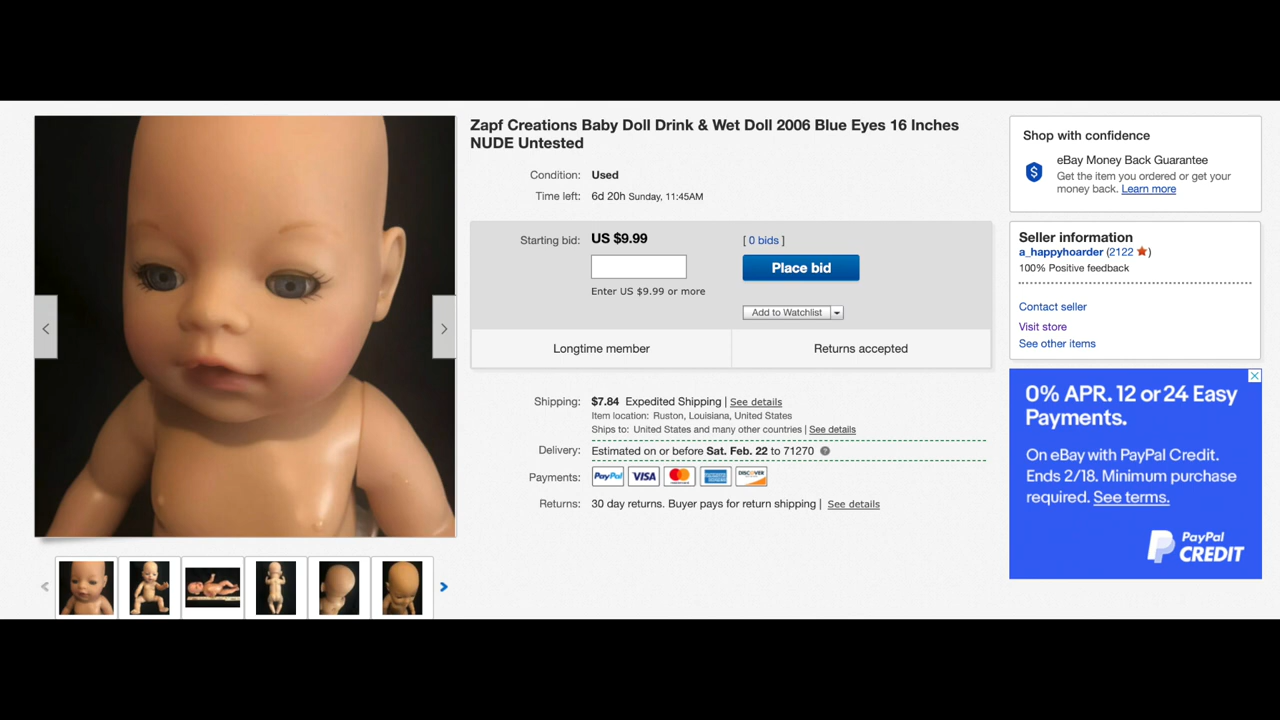 Zapf Creations Baby Doll Drink & Wet Doll 2006 Blue Eyes 16 Inches
NUDE Untested
Condition: Used
Time left: 6d 20h Sunday, 11:45AM
Starting bid: US $9.99 [ 0 bids ]
Place bid
Enter US $9.99 or more
Add to Watchlist
Longtime member Returns accepted
Shipping: $7.84 Expedited Shipping | See details
Item location: Ruston, Louisiana, United States
Ships to: United States and many other countries | See details
Delivery: Estimated on or before Sat. Feb. 22 to 71270 ?
Payments: PayPal VISA MasterCard AMERICAN EXPRESS DISCOVER
Returns: 30 day returns. Buyer pays for return shipping | See details
Shop with confidence
$ eBay Money Back Guarantee
Get the item you ordered or get your
money back. Learn more
Seller information
a_happyhoarder (2122 )
100% Positive feedback
Contact seller
Visit store
See other items
0% APR. 12 or 24 Easy
Payments.
On eBay with PayPal Credit.
Ends 2/18. Minimum purchase
required. See terms.
PayPal
CREDIT